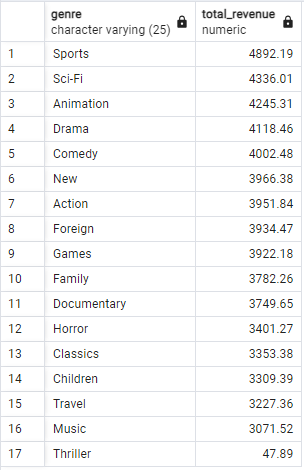 genre total_revenue
character varying (25) numeric
1 Sports 4892.19
2 Sci-Fi 4336.01
3 Animation 4245.31
4 Drama 4118.46
5 Comedy 4002.48
6 New 3966.38
7 Action 3951.84
8 Foreign 3934.47
9 Games 3922.18
10 Family 3782.26
11 Documentary 3749.65
12 Horror 3401.27
13 Classics 3353.38
14 Children 3309.39
15 Travel 3227.36
16 Music 3071.52
17 Thriller 47.89